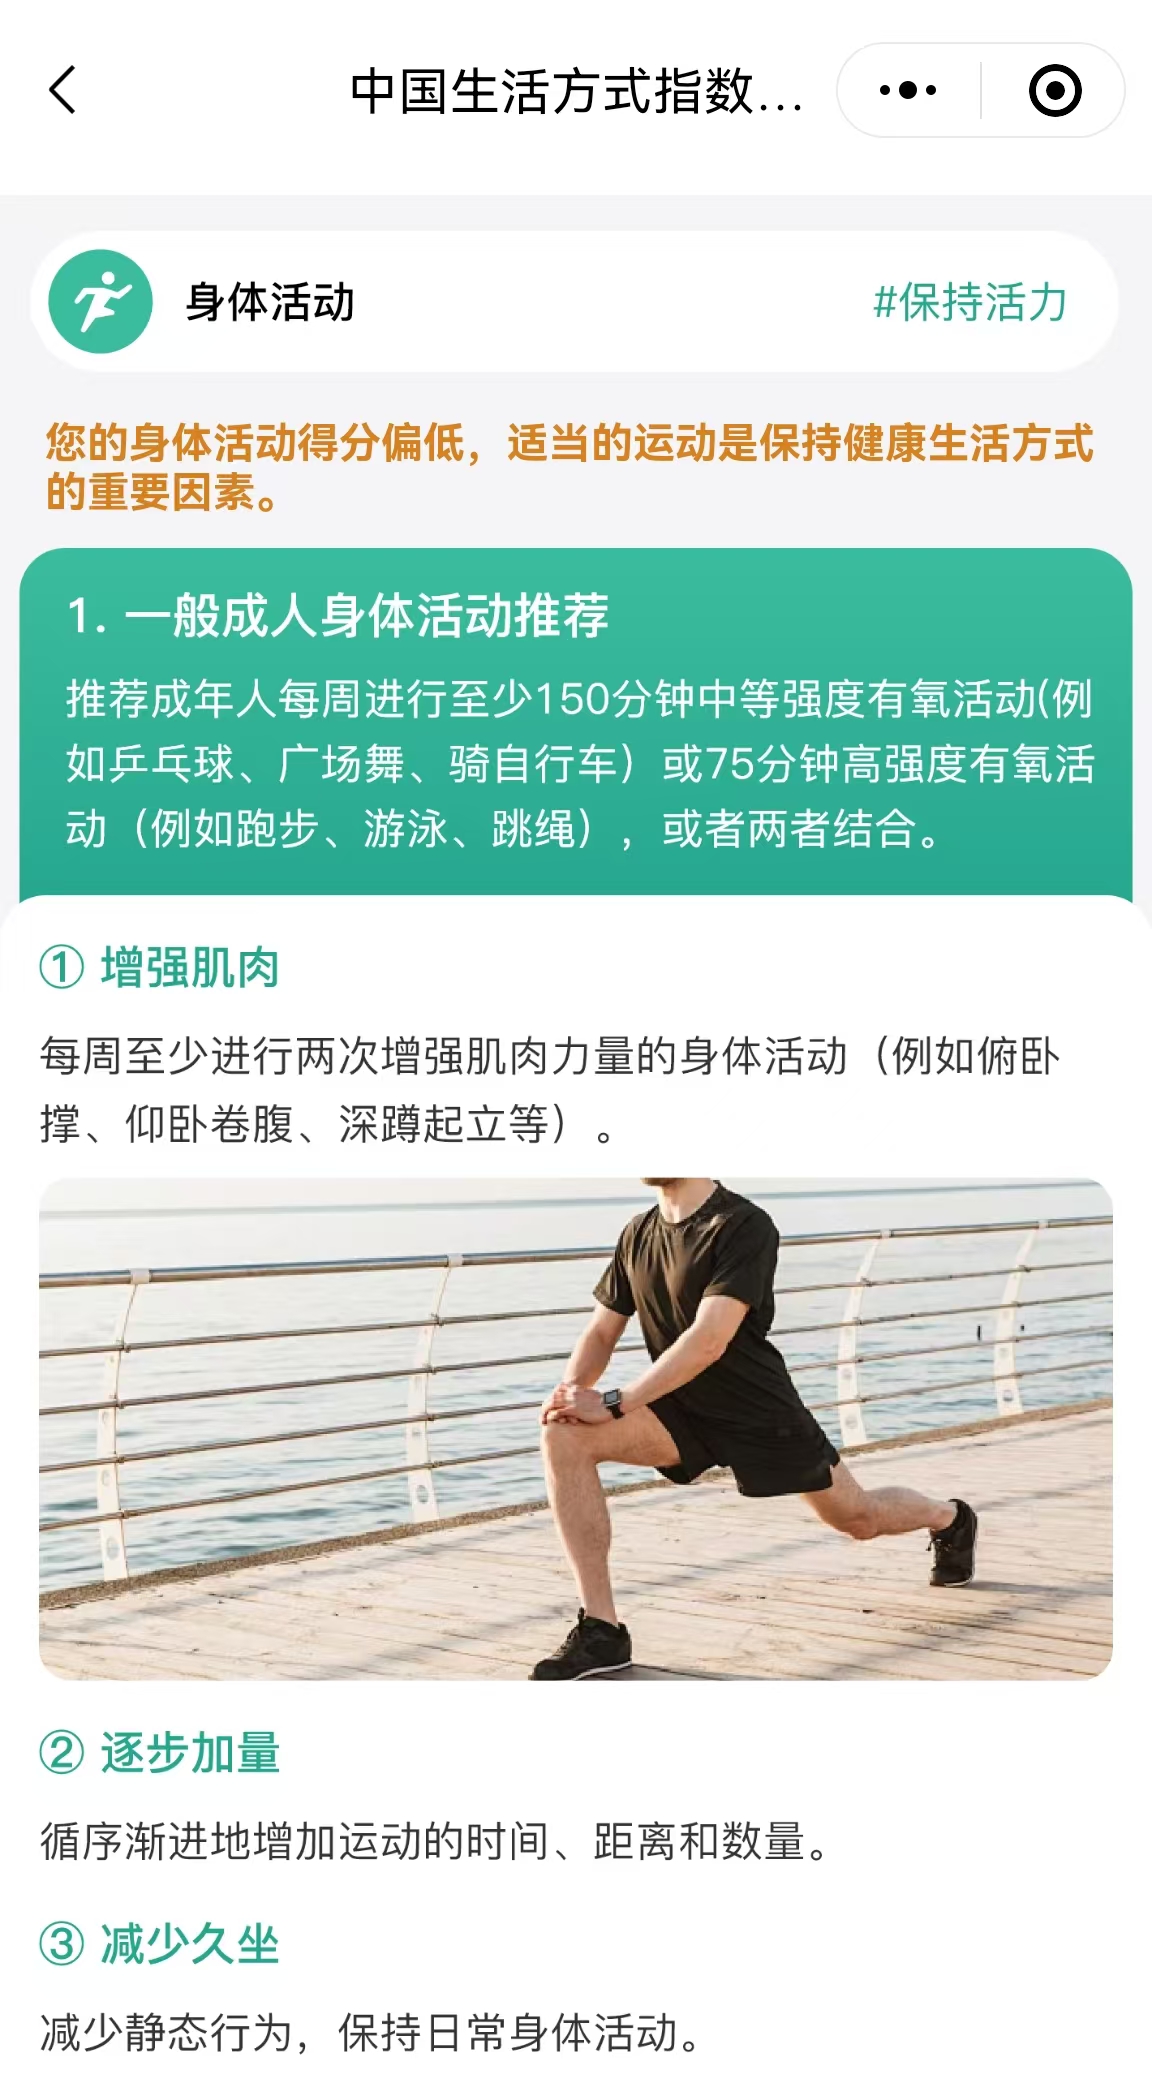 中国生活方式指数...
身体活动
#保持活力
您的身体活动得分偏低，适当的运动是保持健康生活方式
的重要因素。
1. 一般成人身体活动推荐
推荐成年人每周进行至少150分钟中等强度有氧活动(例
如乒乓球、广场舞、骑自行车）或75分钟高强度有氧活
动（例如跑步、游泳、跳绳），或者两者结合。
① 增强肌肉
每周至少进行两次增强肌肉力量的身体活动（例如俯卧
撑、仰卧卷腹、深蹲起立等）。
② 逐步加量
循序渐进地增加运动的时间、距离和数量。
③ 减少久坐
减少静态行为，保持日常身体活动。